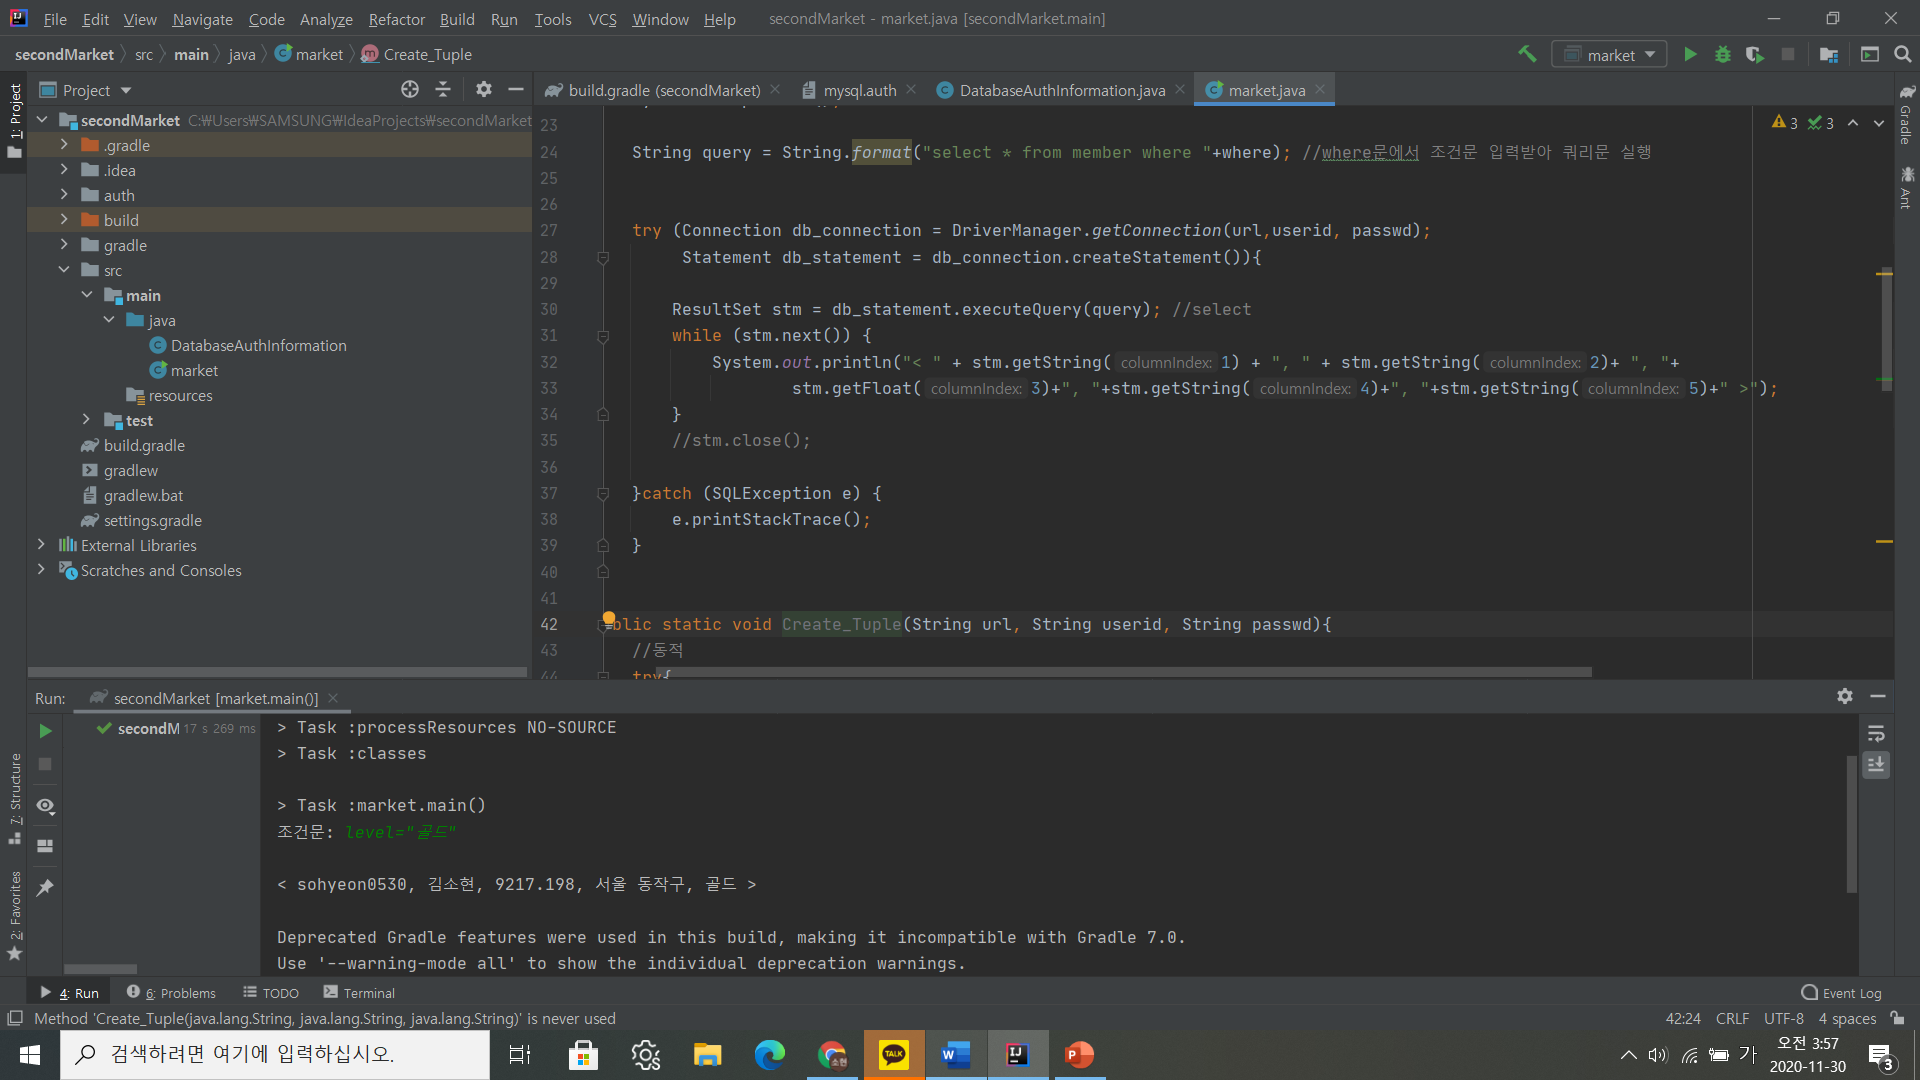 File Edit View Navigate Code Analyze Refactor Build Run Tools VCS Window Help secondMarket - market.java [secondMarket.main]
secondMarket src main java market Create_Tuple market
1: Project
Project
build.gradle (secondMarket) mysql.auth DatabaseAuthInformation.java market.java
secondMarket C:₩Users₩SAMSUNG₩IdeaProjects₩secondMarket
.gradle
.idea
auth
build
gradle
src
main
java
DatabaseAuthInformation
market
resources
test
build.gradle
gradlew
gradlew.bat
settings.gradle
External Libraries
Scratches and Consoles
3 3
Gradle
Ant
23
24 String query = String.format("select * from member where "+where); //where문에서 조건문 입력받아 쿼리문 실행
25
26
27 try (Connection db_connection = DriverManager.getConnection(url,userid, passwd);
28 Statement db_statement = db_connection.createStatement()){
29
30 ResultSet stm = db_statement.executeQuery(query); //select
31 while (stm.next()) {
32 System.out.println("< " + stm.getString( columnIndex: 1) + ", " + stm.getString( columnIndex: 2)+ ", "+
33 stm.getFloat( columnIndex: 3)+", "+stm.getString( columnIndex: 4)+", "+stm.getString( columnIndex: 5)+" >");
34 }
35 //stm.close();
36
37 }catch (SQLException e) {
38 e.printStackTrace();
39 }
40
41
42 blic static void Create_Tuple(String url, String userid, String passwd){
43 //동적
44 try{
Run: secondMarket [market.main()]
secondM 17 s 269 ms
> Task :processResources NO-SOURCE
> Task :classes
> Task :market.main()
조건문: level="골드"
< sohyeon0530, 김소현, 9217.198, 서울 동작구, 골드 >
Deprecated Gradle features were used in this build, making it incompatible with Gradle 7.0.
Use '--warning-mode all' to show the individual deprecation warnings.
7: Structure
2: Favorites
4: Run 6: Problems TODO Terminal Event Log
Method 'Create_Tuple(java.lang.String, java.lang.String, java.lang.String)' is never used 42:24 CRLF UTF-8 4 spaces
검색하려면 여기에 입력하십시오.
TALK
가
오전 3:57
2020-11-30
3